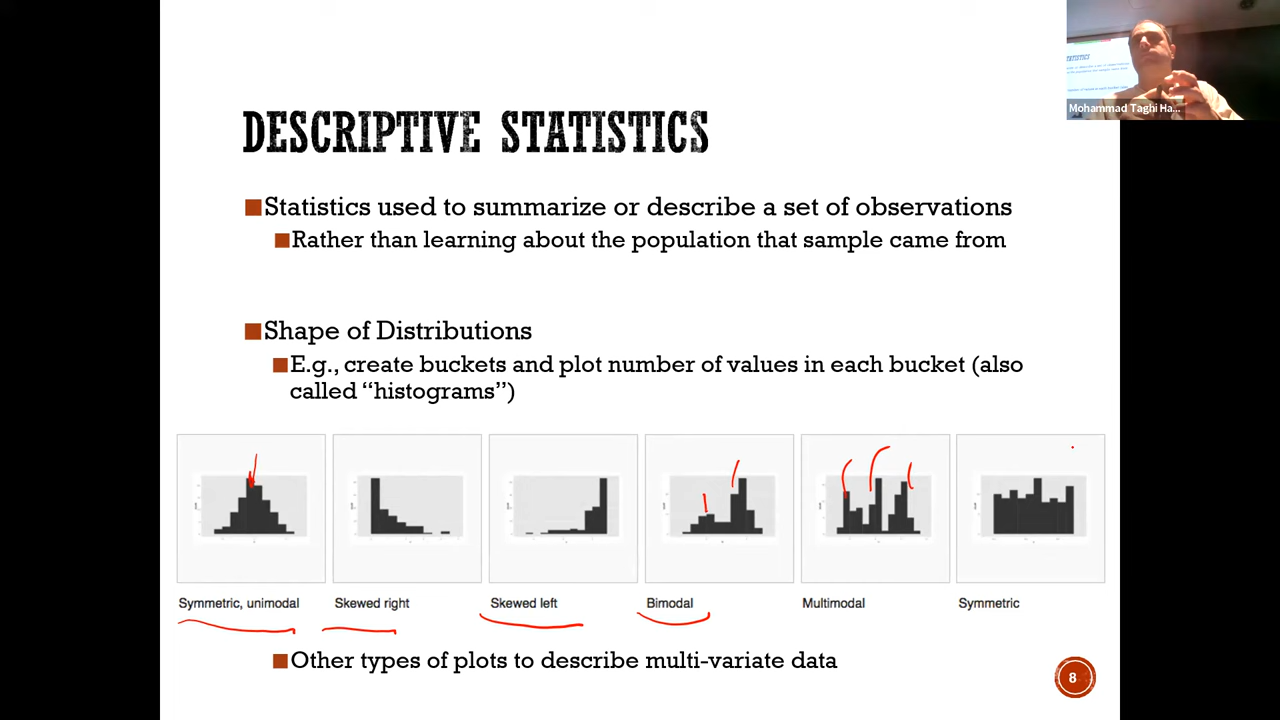 Mohammad Taghi Ha...
DESCRIPTIVE STATISTICS
Statistics used to summarize or describe a set of observations
Rather than learning about the population that sample came from
Shape of Distributions
E.g., create buckets and plot number of values in each bucket (also
called “histograms”)
Symmetric, unimodal
Skewed right
Skewed left
Bimodal
Multimodal
Symmetric
Other types of plots to describe multi-variate data
8